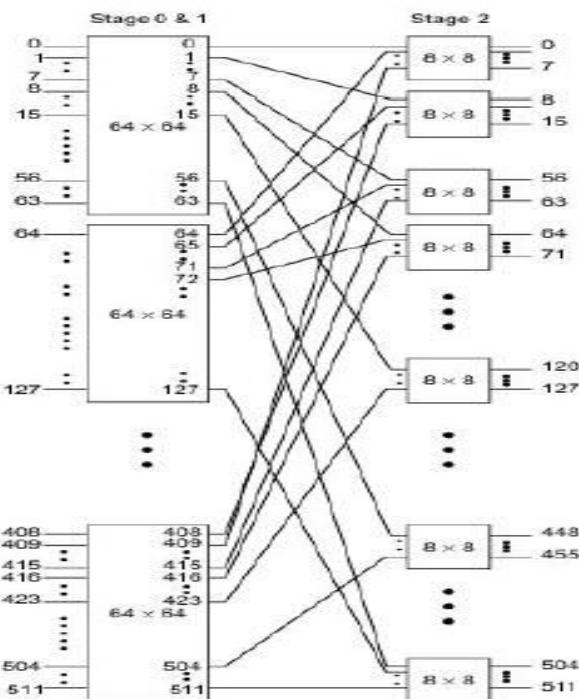 Stage 0 & 1 Stage 2
0 0 0
1 1 8 × 8
7 7 7
8 8 8
15 15 8 × 8 15
64 × 64
56 56 56
63 63 8 × 8 63
64 64 64
65 8 × 8
71 71
72
64 × 64
120
127 127 8 × 8 127
408 408 448
409 409 8 × 8
415 415 455
416 416
423 423
64 × 64
504 504 504
511 511 8 × 8 511